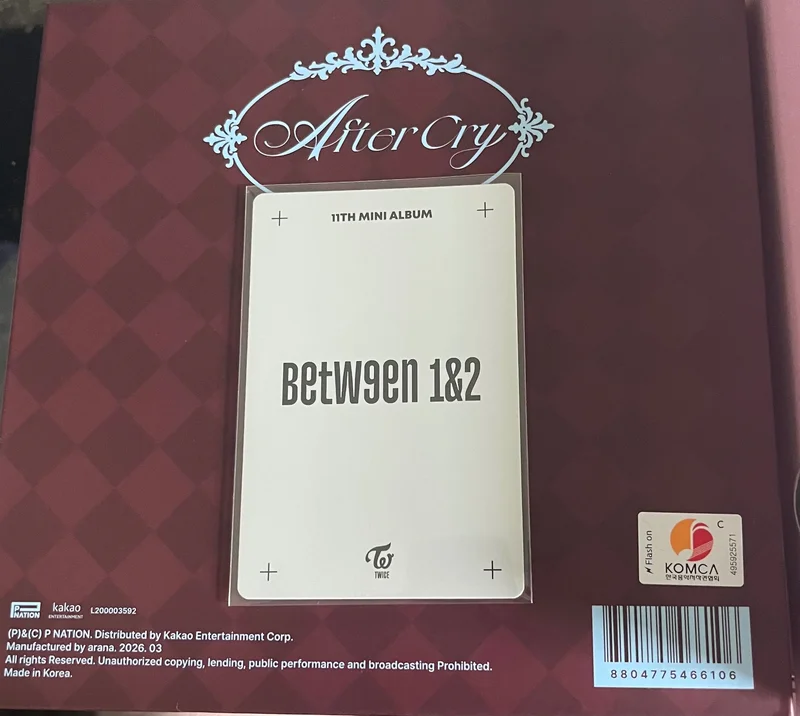 After Cry
11TH MINI ALBUM
BetW9en 1&2
TWICE
Flash on
C
KOMCA
한국음악저작권협회
495925571
P NATION
kakao
ENTERTAINMENT
L200003592
(P)&(C) P NATION. Distributed by Kakao Entertainment Corp.
Manufactured by arana. 2026. 03
All rights Reserved. Unauthorized copying, lending, public performance and broadcasting Prohibited.
Made in Korea.
8804775466106